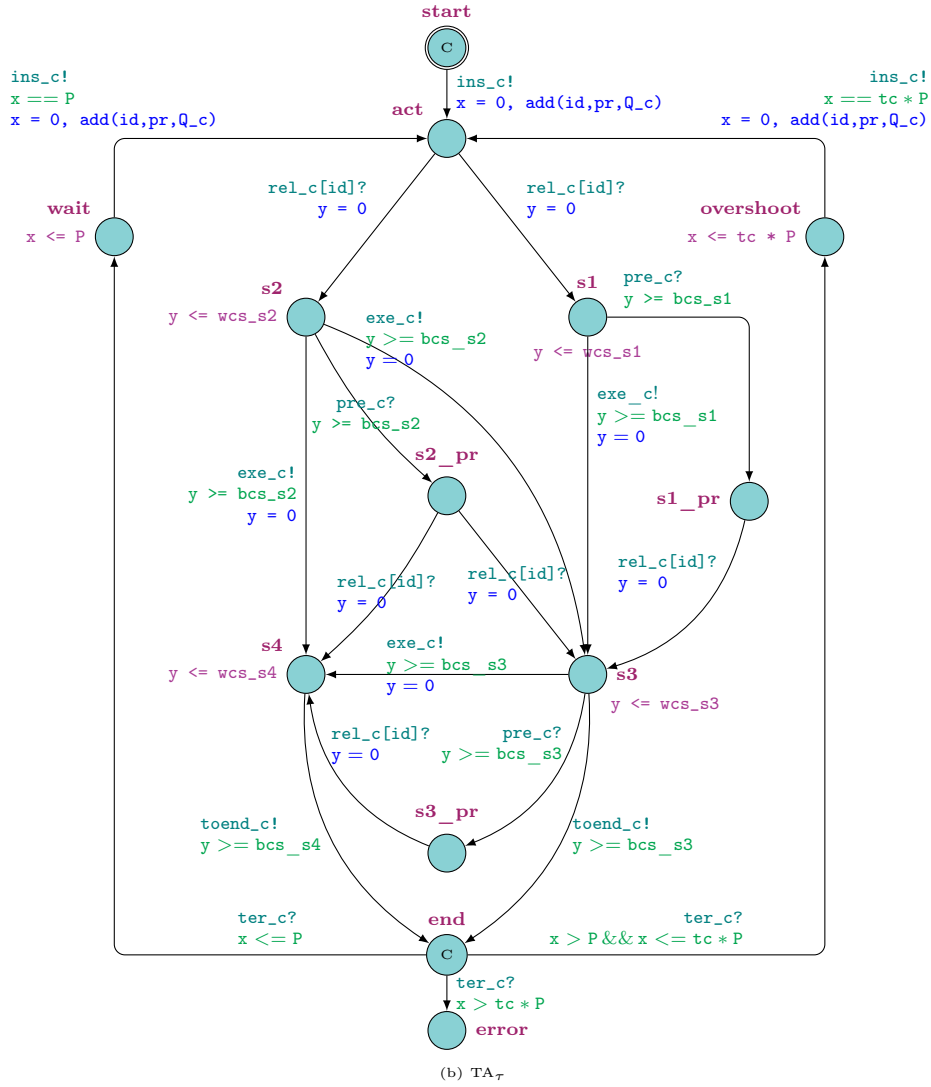 start
C
ins_c!
x == P
x = 0, add(id,pr,Q_c)
ins_c!
x = 0, add(id,pr,Q_c)
ins_c!
x == tc * P
x = 0, add(id,pr,Q_c)
act
rel_c[id]?
y = 0
rel_c[id]?
y = 0
wait
x <= P
overshoot
x <= tc * P
s2
y <= wcs_s2
s1
y <= wcs_s1
pre_c?
y >= bcs_s1
exe_c!
y >= bcs_s2
y = 0
pre_c?
y >= bcs_s2
exe_c!
y >= bcs_s1
y = 0
s2_pr
exe_c!
y >= bcs_s2
y = 0
s1_pr
rel_c[id]?
y = 0
rel_c[id]?
y = 0
rel_c[id]?
y = 0
s4
y <= wcs_s4
exe_c!
y >= bcs_s3
y = 0
s3
y <= wcs_s3
rel_c[id]?
y = 0
pre_c?
y >= bcs_s3
s3_pr
toend_c!
y >= bcs_s4
toend_c!
y >= bcs_s3
end
C
ter_c?
x <= P
ter_c?
x > P && x <= tc * P
ter_c?
x > tc * P
error
(b) TAτ